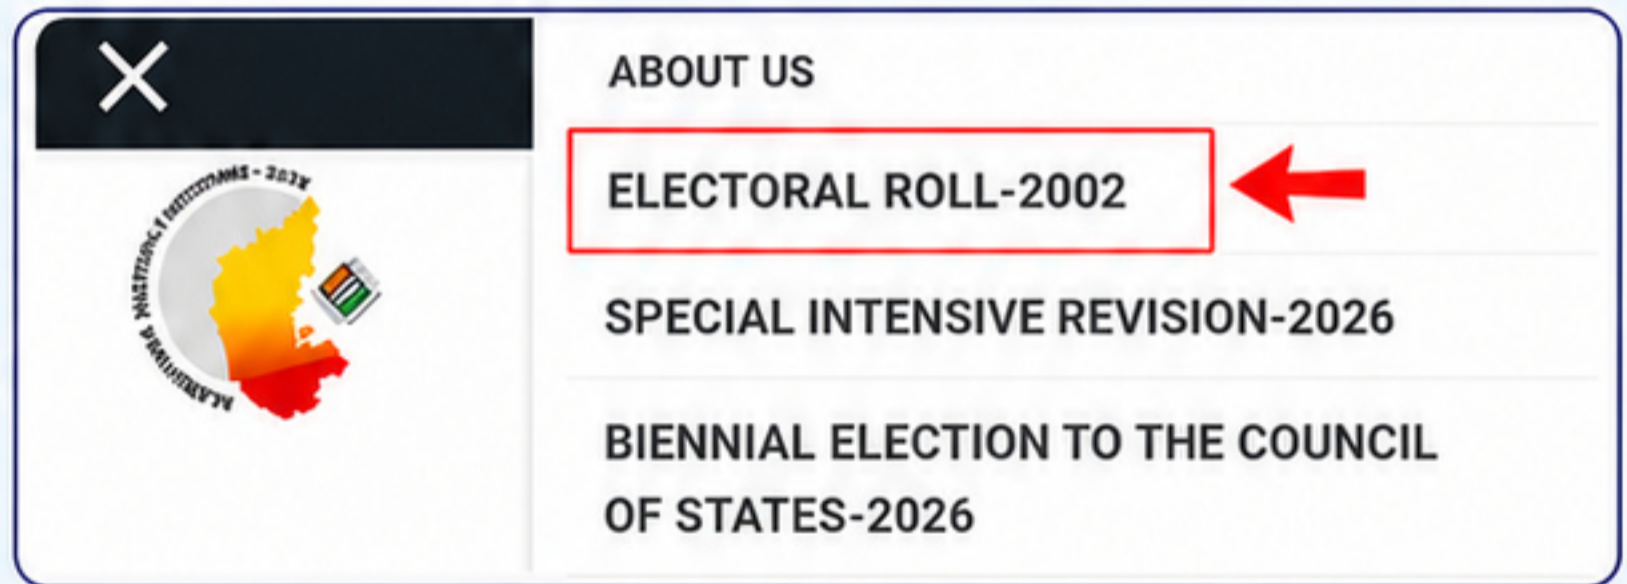 ABOUT US
ELECTORAL ROLL-2002
SPECIAL INTENSIVE REVISION-2026
BIENNIAL ELECTION TO THE COUNCIL
OF STATES-2026